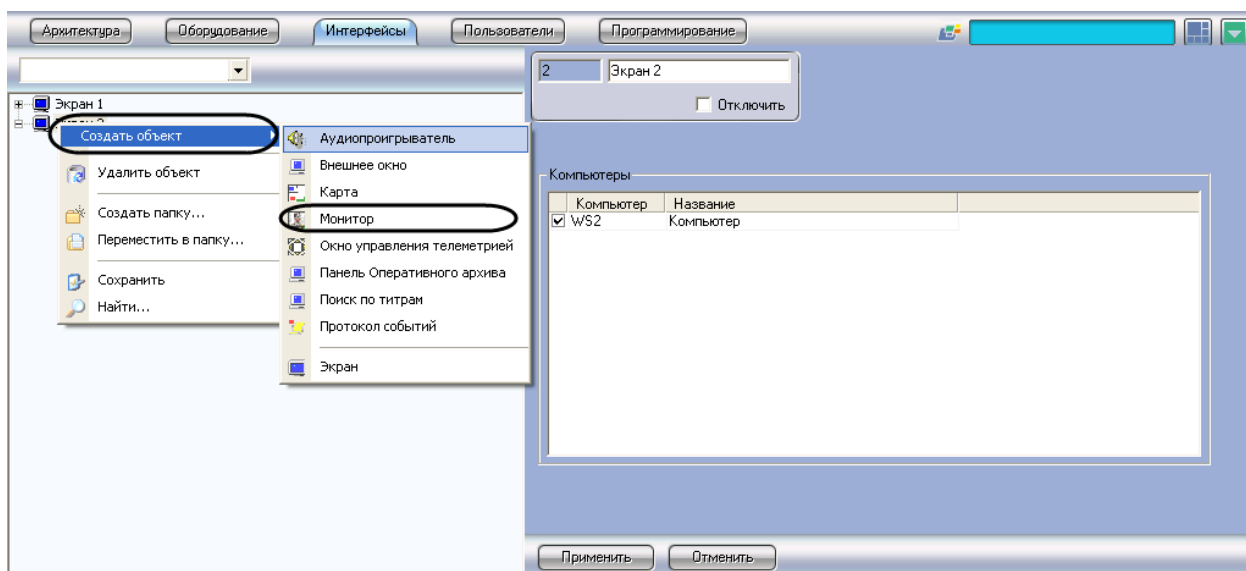 Архитектура
Оборудование
Интерфейсы
Пользователи
Программирование
2
Экран 2
Отключить
Экран 1
Создать объект
Удалить объект
Создать папку...
Переместить в папку...
Сохранить
Найти...
Аудиопроигрыватель
Внешнее окно
Карта
Монитор
Окно управления телеметрией
Панель Оперативного архива
Поиск по титрам
Протокол событий
Экран
Компьютеры
Компьютер Название
WS2 Компьютер
Применить
Отменить